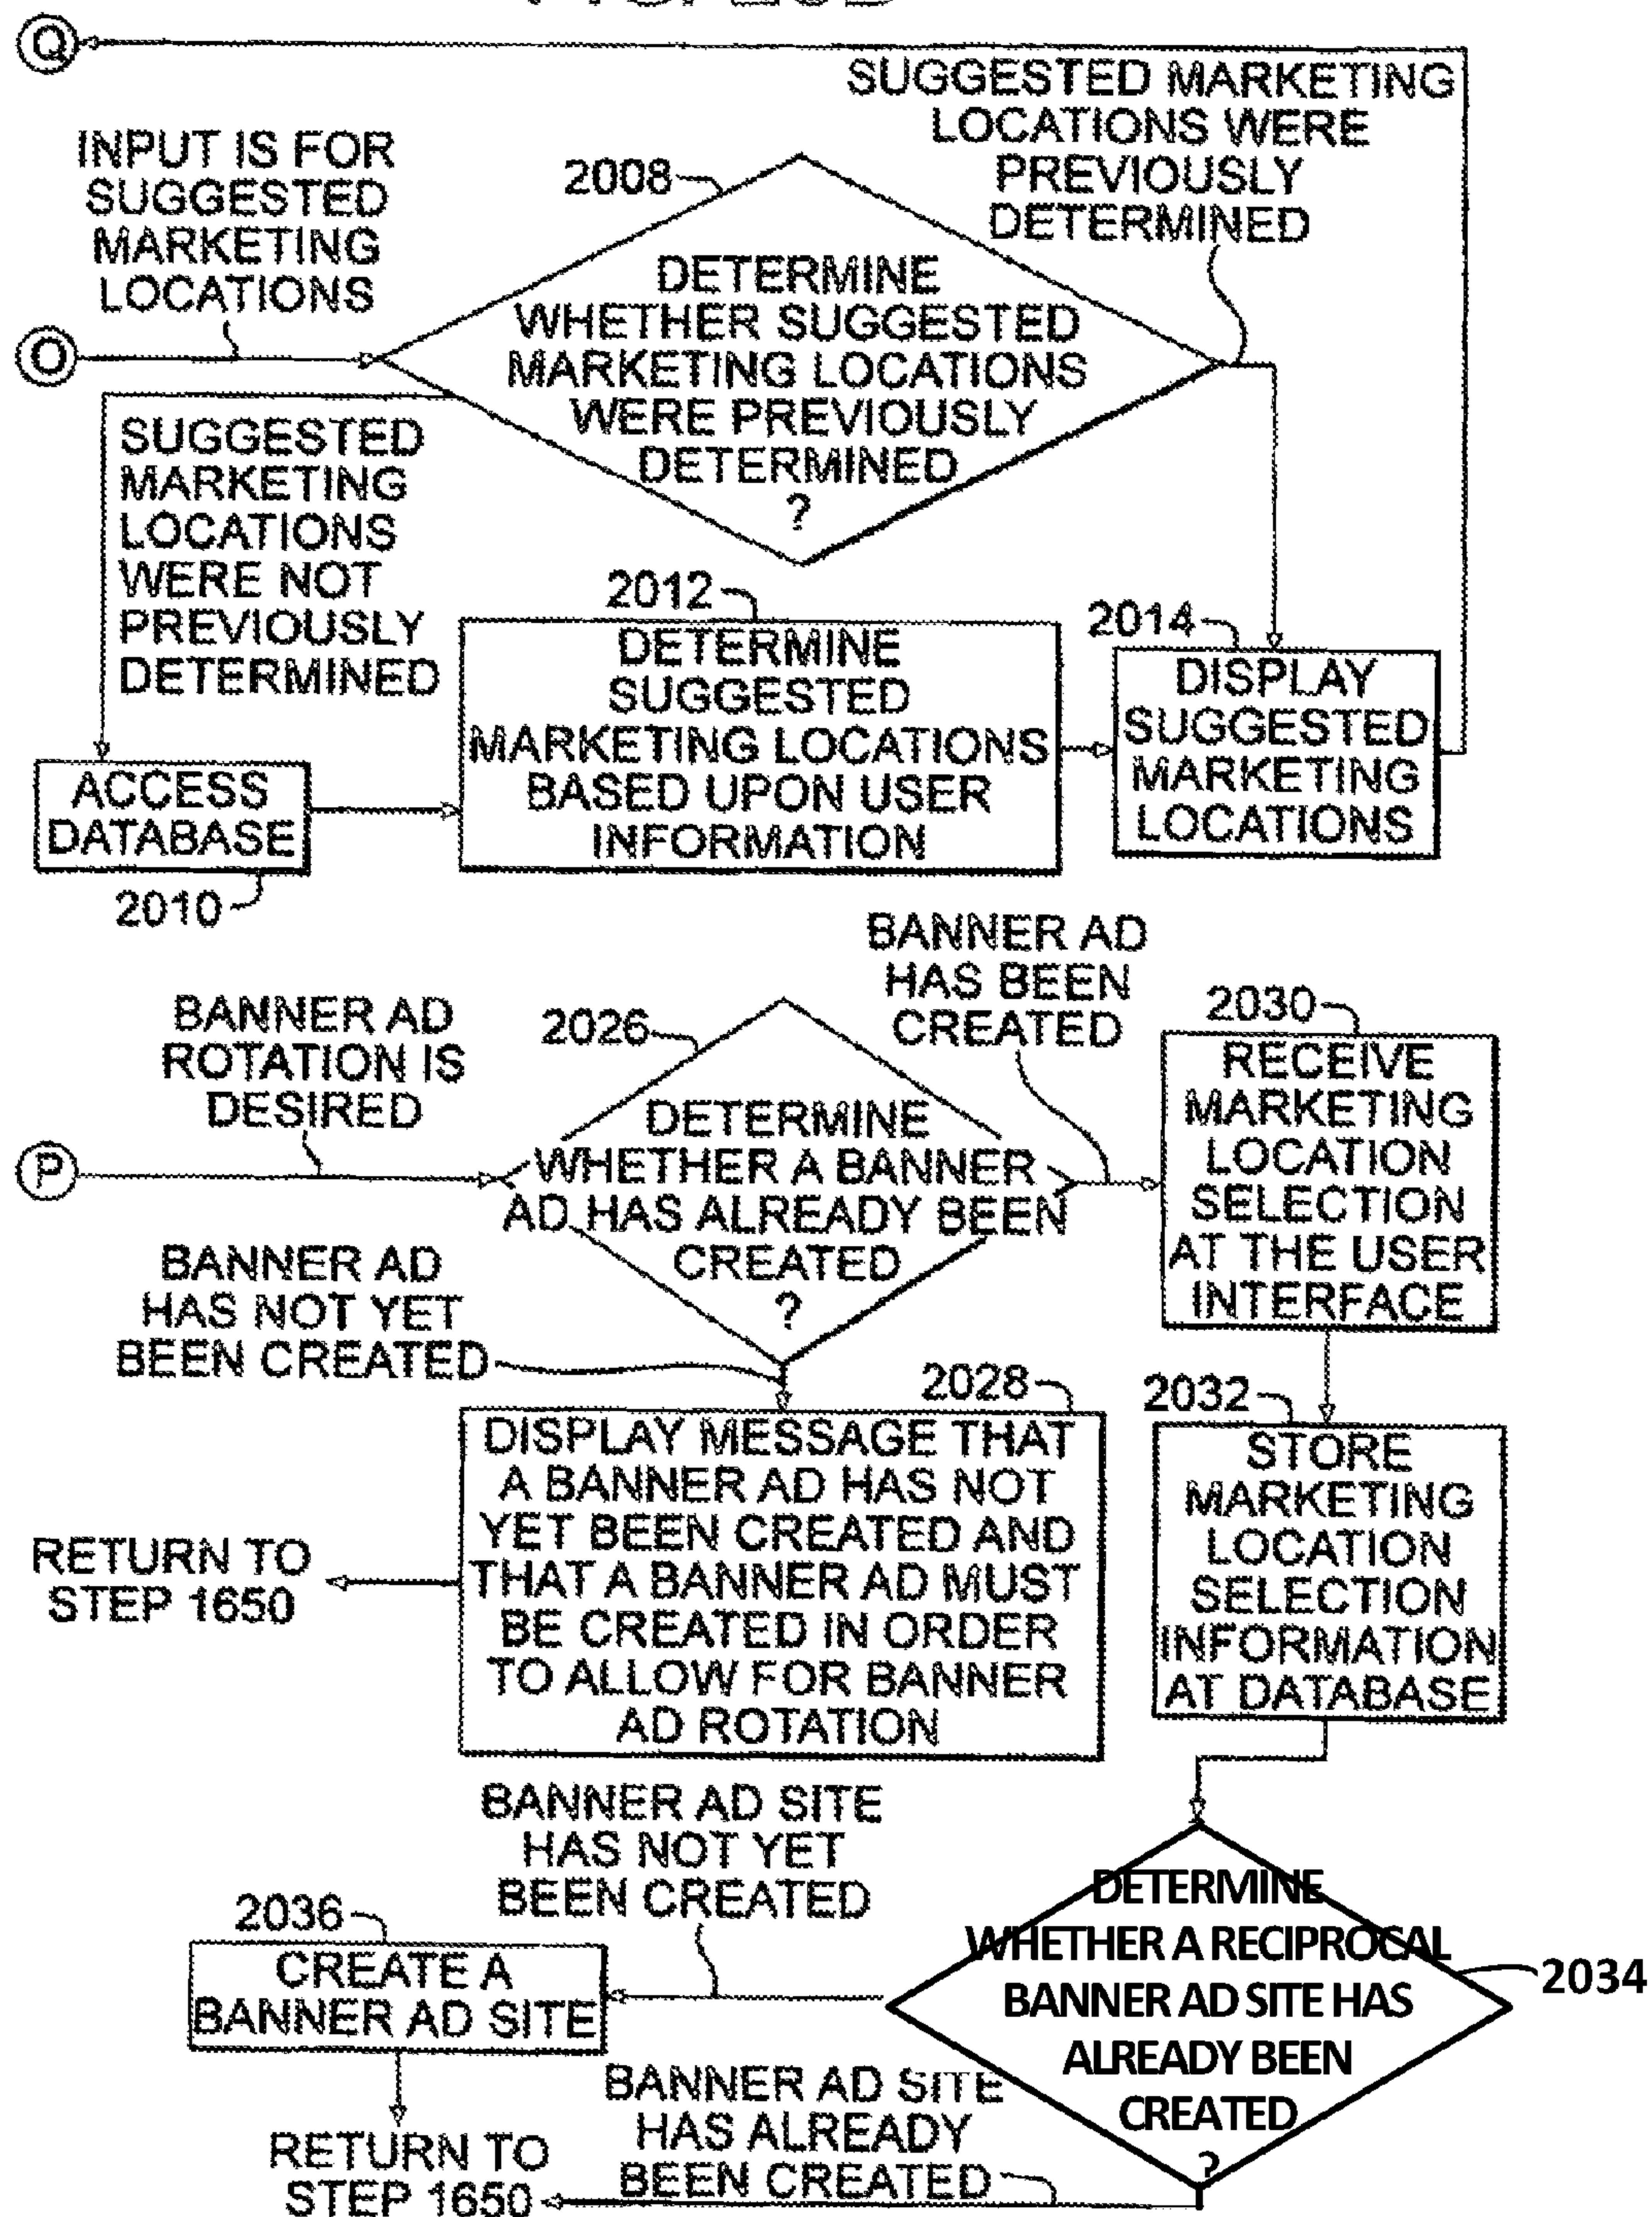 Q
SUGGESTED MARKETING
LOCATIONS WERE
PREVIOUSLY
DETERMINED
INPUT IS FOR
SUGGESTED
MARKETING
LOCATIONS
2008
DETERMINE
WHETHER SUGGESTED
MARKETING LOCATIONS
WERE PREVIOUSLY
DETERMINED
?
O
SUGGESTED
MARKETING
LOCATIONS
WERE NOT
PREVIOUSLY
DETERMINED
2012
DETERMINE
SUGGESTED
MARKETING LOCATIONS
BASED UPON USER
INFORMATION
2014
DISPLAY
SUGGESTED
MARKETING
LOCATIONS
ACCESS
DATABASE
2010
BANNER AD
HAS BEEN
CREATED
BANNER AD
ROTATION IS
DESIRED
2026
DETERMINE
WHETHER A BANNER
AD HAS ALREADY BEEN
CREATED
?
2030
RECEIVE
MARKETING
LOCATION
SELECTION
AT THE USER
INTERFACE
P
BANNER AD
HAS NOT YET
BEEN CREATED
2028
DISPLAY MESSAGE THAT
A BANNER AD HAS NOT
YET BEEN CREATED AND
THAT A BANNER AD MUST
BE CREATED IN ORDER
TO ALLOW FOR BANNER
AD ROTATION
2032
STORE
MARKETING
LOCATION
SELECTION
INFORMATION
AT DATABASE
RETURN TO
STEP 1650
BANNER AD SITE
HAS NOT YET
BEEN CREATED
2036
CREATE A
BANNER AD SITE
DETERMINE
WHETHER A RECIPROCAL
BANNER AD SITE HAS
ALREADY BEEN
CREATED
?
2034
BANNER AD SITE
HAS ALREADY
BEEN CREATED
RETURN TO
STEP 1650